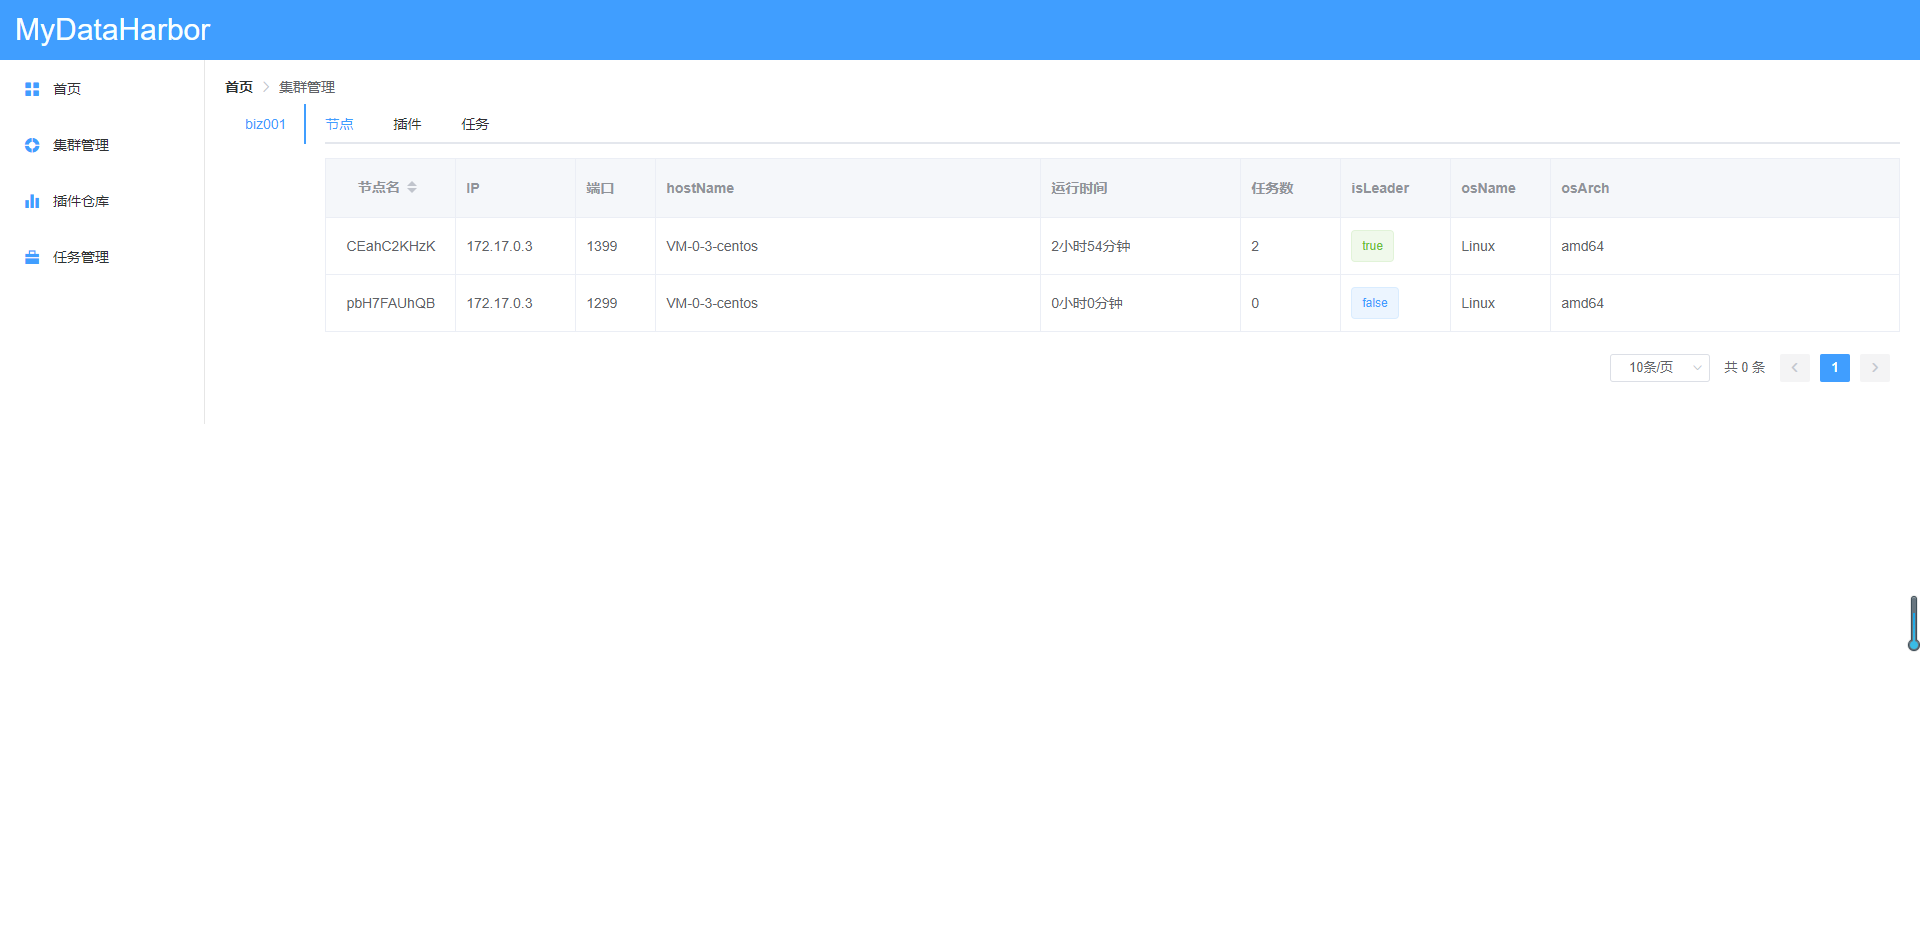 MyDataHarbor
首页
集群管理
插件仓库
任务管理
首页 集群管理
biz001 节点 插件 任务
节点名 IP 端口 hostName 运行时间 任务数 isLeader osName osArch
CEahC2KHzK 172.17.0.3 1399 VM-0-3-centos 2小时54分钟 2 true Linux amd64
pbH7FAUhQB 172.17.0.3 1299 VM-0-3-centos 0小时0分钟 0 false Linux amd64
10条/页 共 0 条 1